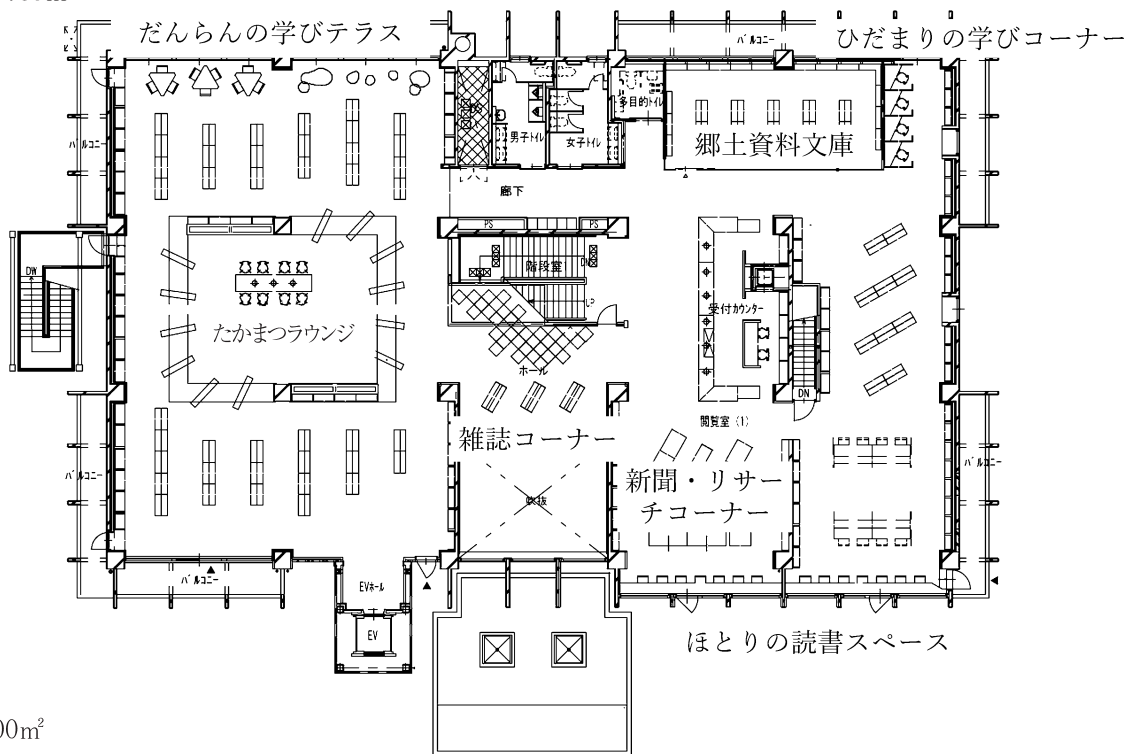 だんらんの学びテラス
ひだまりの学びコーナー
バルコニー
男子トイレ
女子トイレ
多目的トイレ
郷土資料文庫
バルコニー
廊下
PS
PS
DW
階段室
DN
UP
受付カウンター
たかまつラウンジ
ホール
DN
閲覧室 (1)
雑誌コーナー
新聞・リサー
チコーナー
吹抜
バルコニー
バルコニー
バルコニー
EVホール
EV
ほとりの読書スペース
00㎡